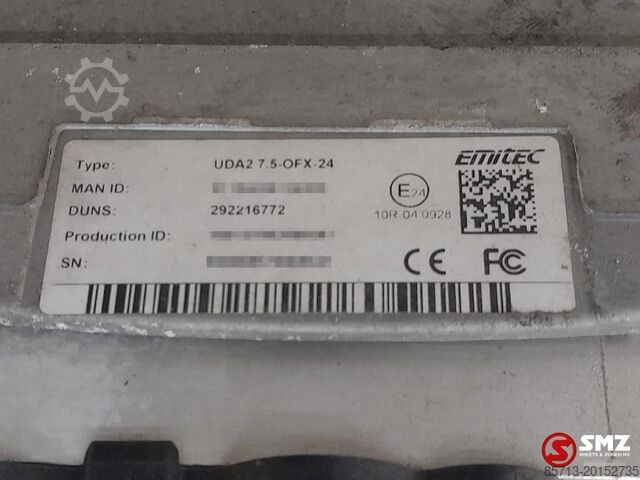 Type: UDA2 7.5-OFX-24
EMITEC
MAN ID:
E24
DUNS: 292216772
10R 04 0928
Production ID:
SN:
CE FC
SMZ
SMEETS & ZONEN NV
85713-20152735